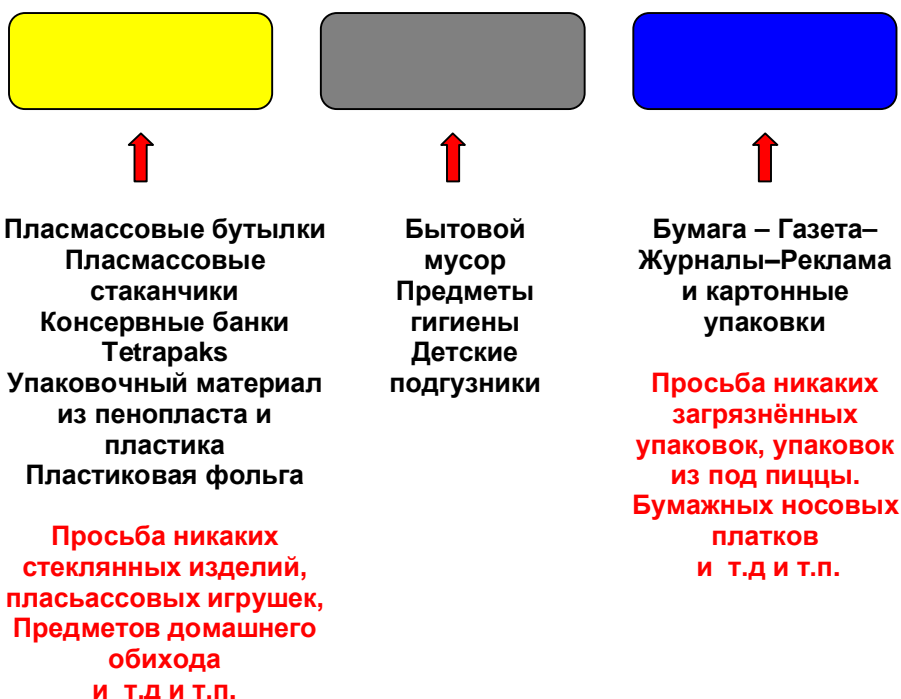 Пласмассовые бутылки
Пласмассовые
стаканчики
Консервные банки
Tetrapaks
Упаковочный материал
из пенопласта и
пластика
Пластиковая фольга
Просьба никаких
стеклянных изделий,
пласьассовых игрушек,
Предметов домашнего
обихода
и т.д и т.п.
Бытовой
мусор
Предметы
гигиены
Детские
подгузники
Бумага – Газета–
Журналы–Реклама
и картонные
упаковки
Просьба никаких
загрязнённых
упаковок, упаковок
из под пиццы.
Бумажных носовых
платков
и т.д и т.п.